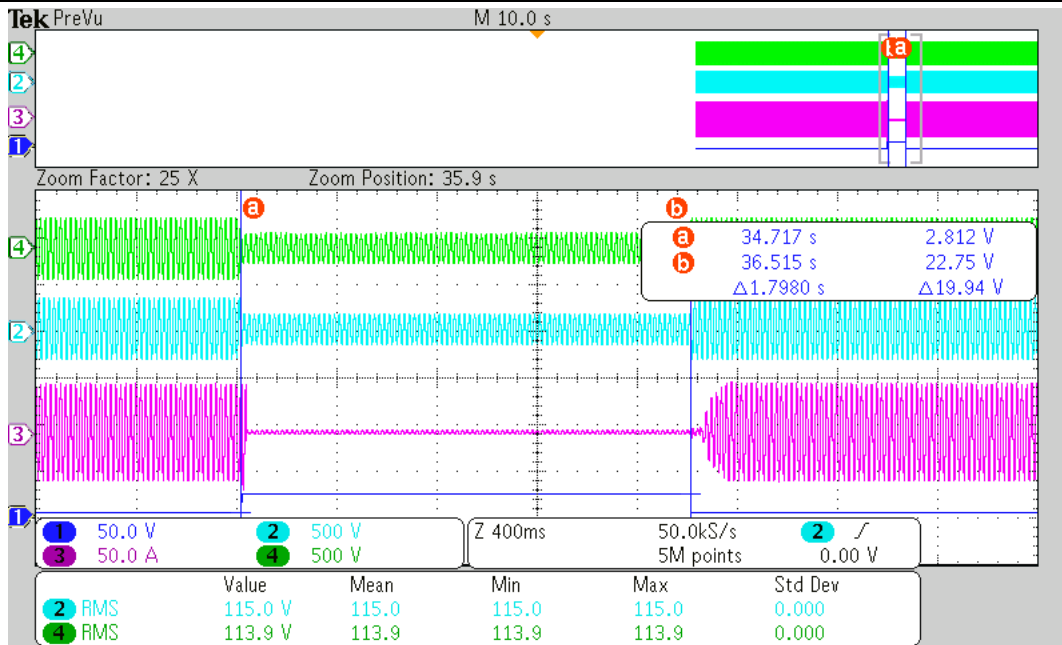 Tek PreVu M 10.0 s
4
a
2
3
1
Zoom Factor: 25 X Zoom Position: 35.9 s
a b
4
a 34.717 s 2.812 V
b 36.515 s 22.75 V
Δ1.7980 s Δ19.94 V
2
3
1
1 50.0 V 2 500 V Z 400ms 50.0kS/s 2
3 50.0 A 4 500 V 5M points 0.00 V
Value Mean Min Max Std Dev
2 RMS 115.0 V 115.0 115.0 115.0 0.000
4 RMS 113.9 V 113.9 113.9 113.9 0.000